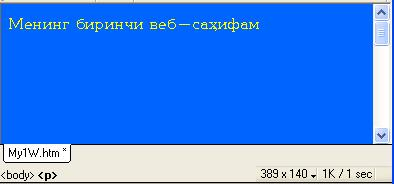 Менинг биринчи веб–саҳифам
My1W.htm *
<body> <p> 389 x 140 1K / 1 sec